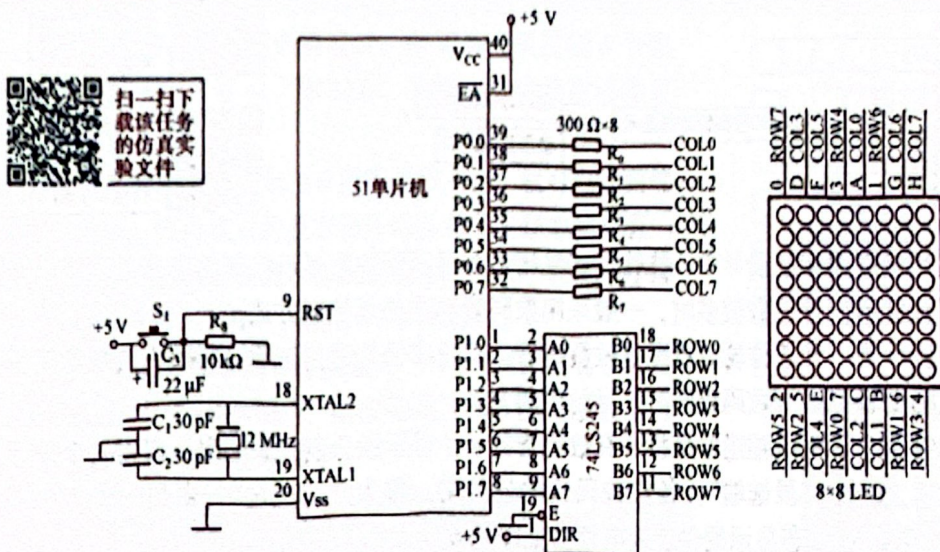 +5 V
40
V_CC
31
EA
扫一扫下
载该任务
的仿真实
验文件
51单片机
300 Ω×8
P0.0 39 R₀ COL0
P0.1 38 R₁ COL1
P0.2 37 R₂ COL2
P0.3 36 R₃ COL3
P0.4 35 R₄ COL4
P0.5 34 R₅ COL5
P0.6 33 R₆ COL6
P0.7 32 R₇ COL7
+5 V
S₁
C₃
22 μF
+
R₈
10 kΩ
9 RST
18 XTAL2
C₁ 30 pF
C₂ 30 pF
12 MHz
19 XTAL1
20 Vss
P1.0 1 2 A0 B0 18 ROW0
P1.1 2 3 A1 B1 17 ROW1
P1.2 3 4 A2 B2 16 ROW2
P1.3 4 5 A3 B3 15 ROW3
P1.4 5 6 A4 B4 14 ROW4
P1.5 6 7 A5 B5 13 ROW5
P1.6 7 8 A6 B6 12 ROW6
P1.7 8 9 A7 B7 11 ROW7
74LS245
19 E
+5 V 1 DIR
0 ROW7
D COL3
F COL5
3 ROW4
A COL0
1 ROW6
G COL6
H COL7
ROW5 2
ROW2 5
COL4 E
ROW0 7
COL2 C
COL1 B
ROW1 6
ROW3 4
8×8 LED